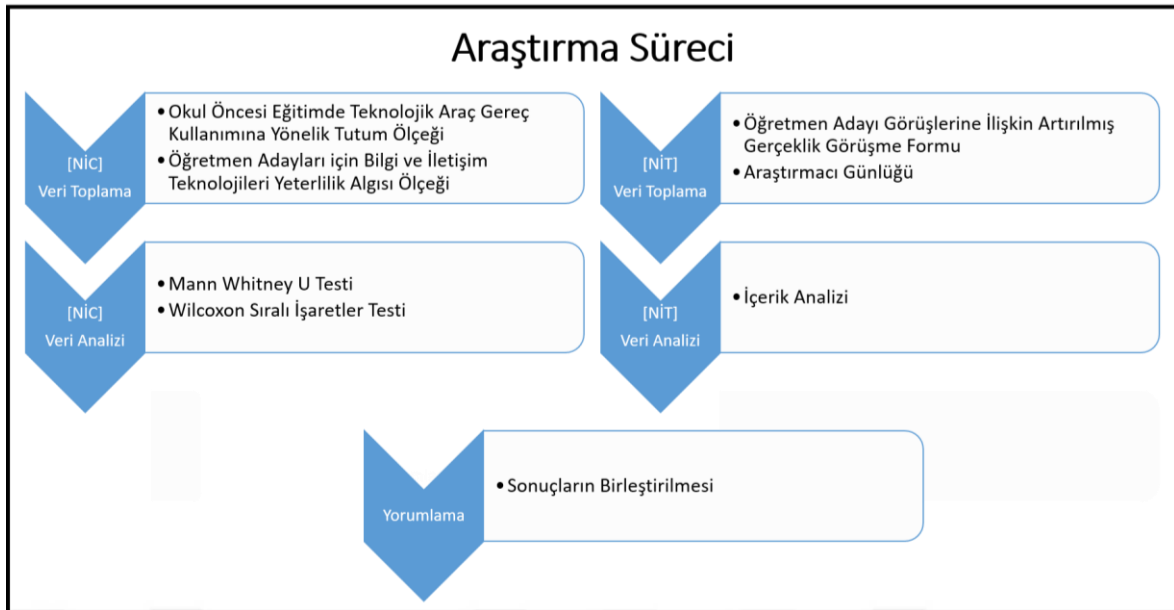 Araştırma Süreci
[NİC]
Veri Toplama
•Okul Öncesi Eğitimde Teknolojik Araç Gereç
Kullanımına Yönelik Tutum Ölçeği
•Öğretmen Adayları için Bilgi ve İletişim
Teknolojileri Yeterlilik Algısı Ölçeği
[NİT]
Veri Toplama
•Öğretmen Adayı Görüşlerine İlişkin Artırılmış
Gerçeklik Görüşme Formu
•Araştırmacı Günlüğü
[NİC]
Veri Analizi
•Mann Whitney U Testi
•Wilcoxon Sıralı İşaretler Testi
[NİT]
Veri Analizi
•İçerik Analizi
Yorumlama
•Sonuçların Birleştirilmesi